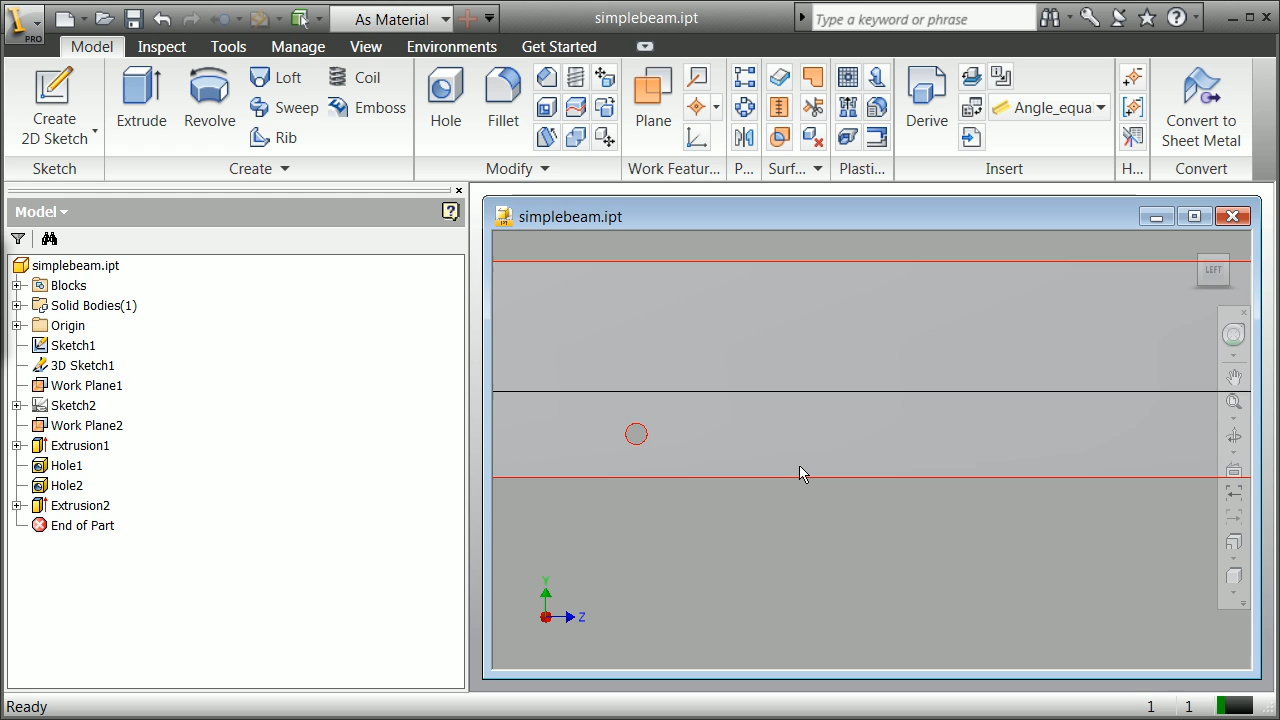 PRO
As Material
simplebeam.ipt
Type a keyword or phrase
Model
Inspect
Tools
Manage
View
Environments
Get Started
Create
2D Sketch
Extrude
Revolve
Loft
Sweep
Rib
Coil
Emboss
Hole
Fillet
Plane
Derive
Angle_equa
Convert to
Sheet Metal
Sketch
Create
Modify
Work Featur...
P...
Surf...
Plasti...
Insert
H...
Convert
Model
simplebeam.ipt
Blocks
Solid Bodies(1)
Origin
Sketch1
3D Sketch1
Work Plane1
Sketch2
Work Plane2
Extrusion1
Hole1
Hole2
Extrusion2
End of Part
simplebeam.ipt
LEFT
Y
Z
Ready
1
1